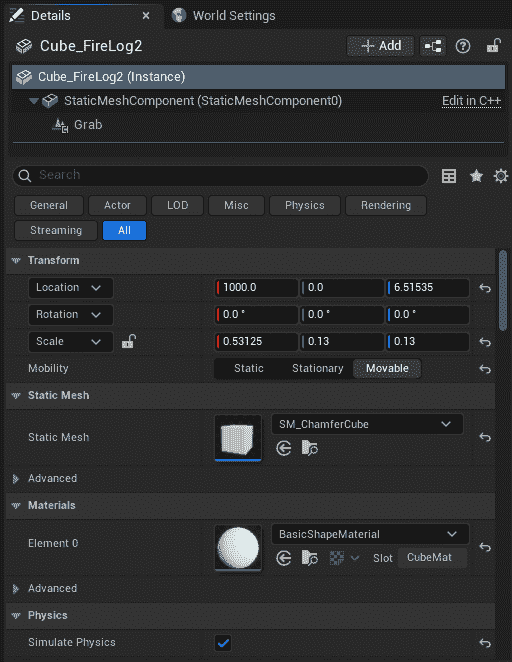 Details World Settings
Cube_FireLog2 Add
Cube_FireLog2 (Instance)
StaticMeshComponent (StaticMeshComponent0) Edit in C++
Grab
Search
General Actor LOD Misc Physics Rendering
Streaming All
Transform
Location 1000.0 0.0 6.51535
Rotation 0.0 ° 0.0 ° 0.0 °
Scale 0.53125 0.13 0.13
Mobility Static Stationary Movable
Static Mesh
Static Mesh SM_ChamferCube
Advanced
Materials
Element 0 BasicShapeMaterial
Slot CubeMat
Advanced
Physics
Simulate Physics